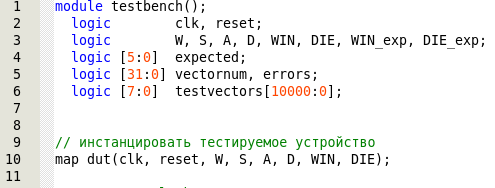 1 module testbench();
2 logic clk, reset;
3 logic W, S, A, D, WIN, DIE, WIN_exp, DIE_exp;
4 logic [5:0] expected;
5 logic [31:0] vectornum, errors;
6 logic [7:0] testvectors[10000:0];
7
8
9 // инстанцировать тестируемое устройство
10 map dut(clk, reset, W, S, A, D, WIN, DIE);
11